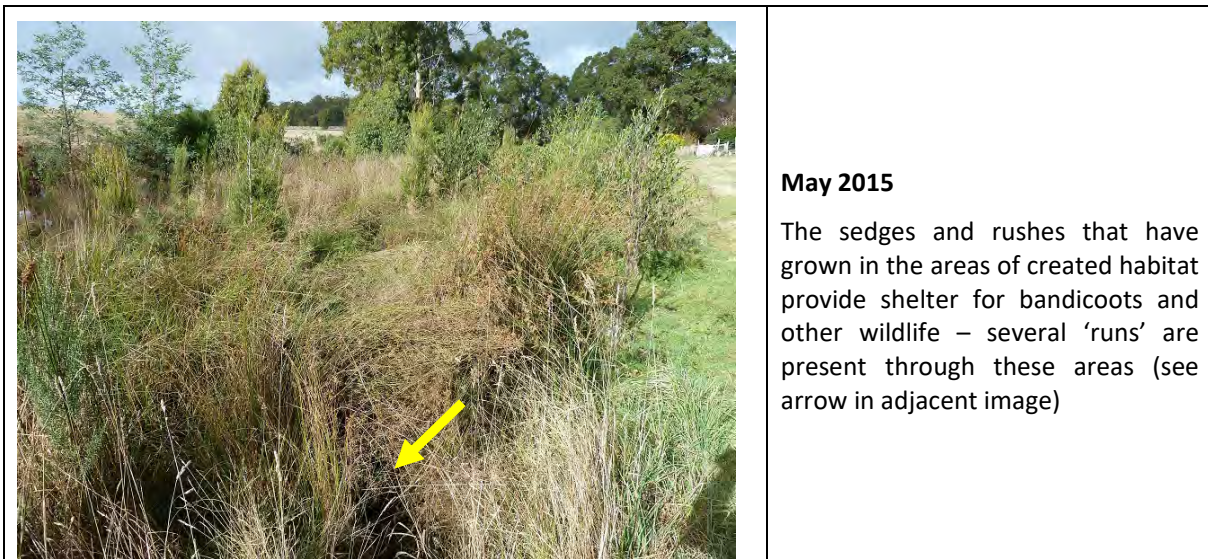 May 2015
The sedges and rushes that have
grown in the areas of created habitat
provide shelter for bandicoots and
other wildlife – several ‘runs’ are
present through these areas (see
arrow in adjacent image)